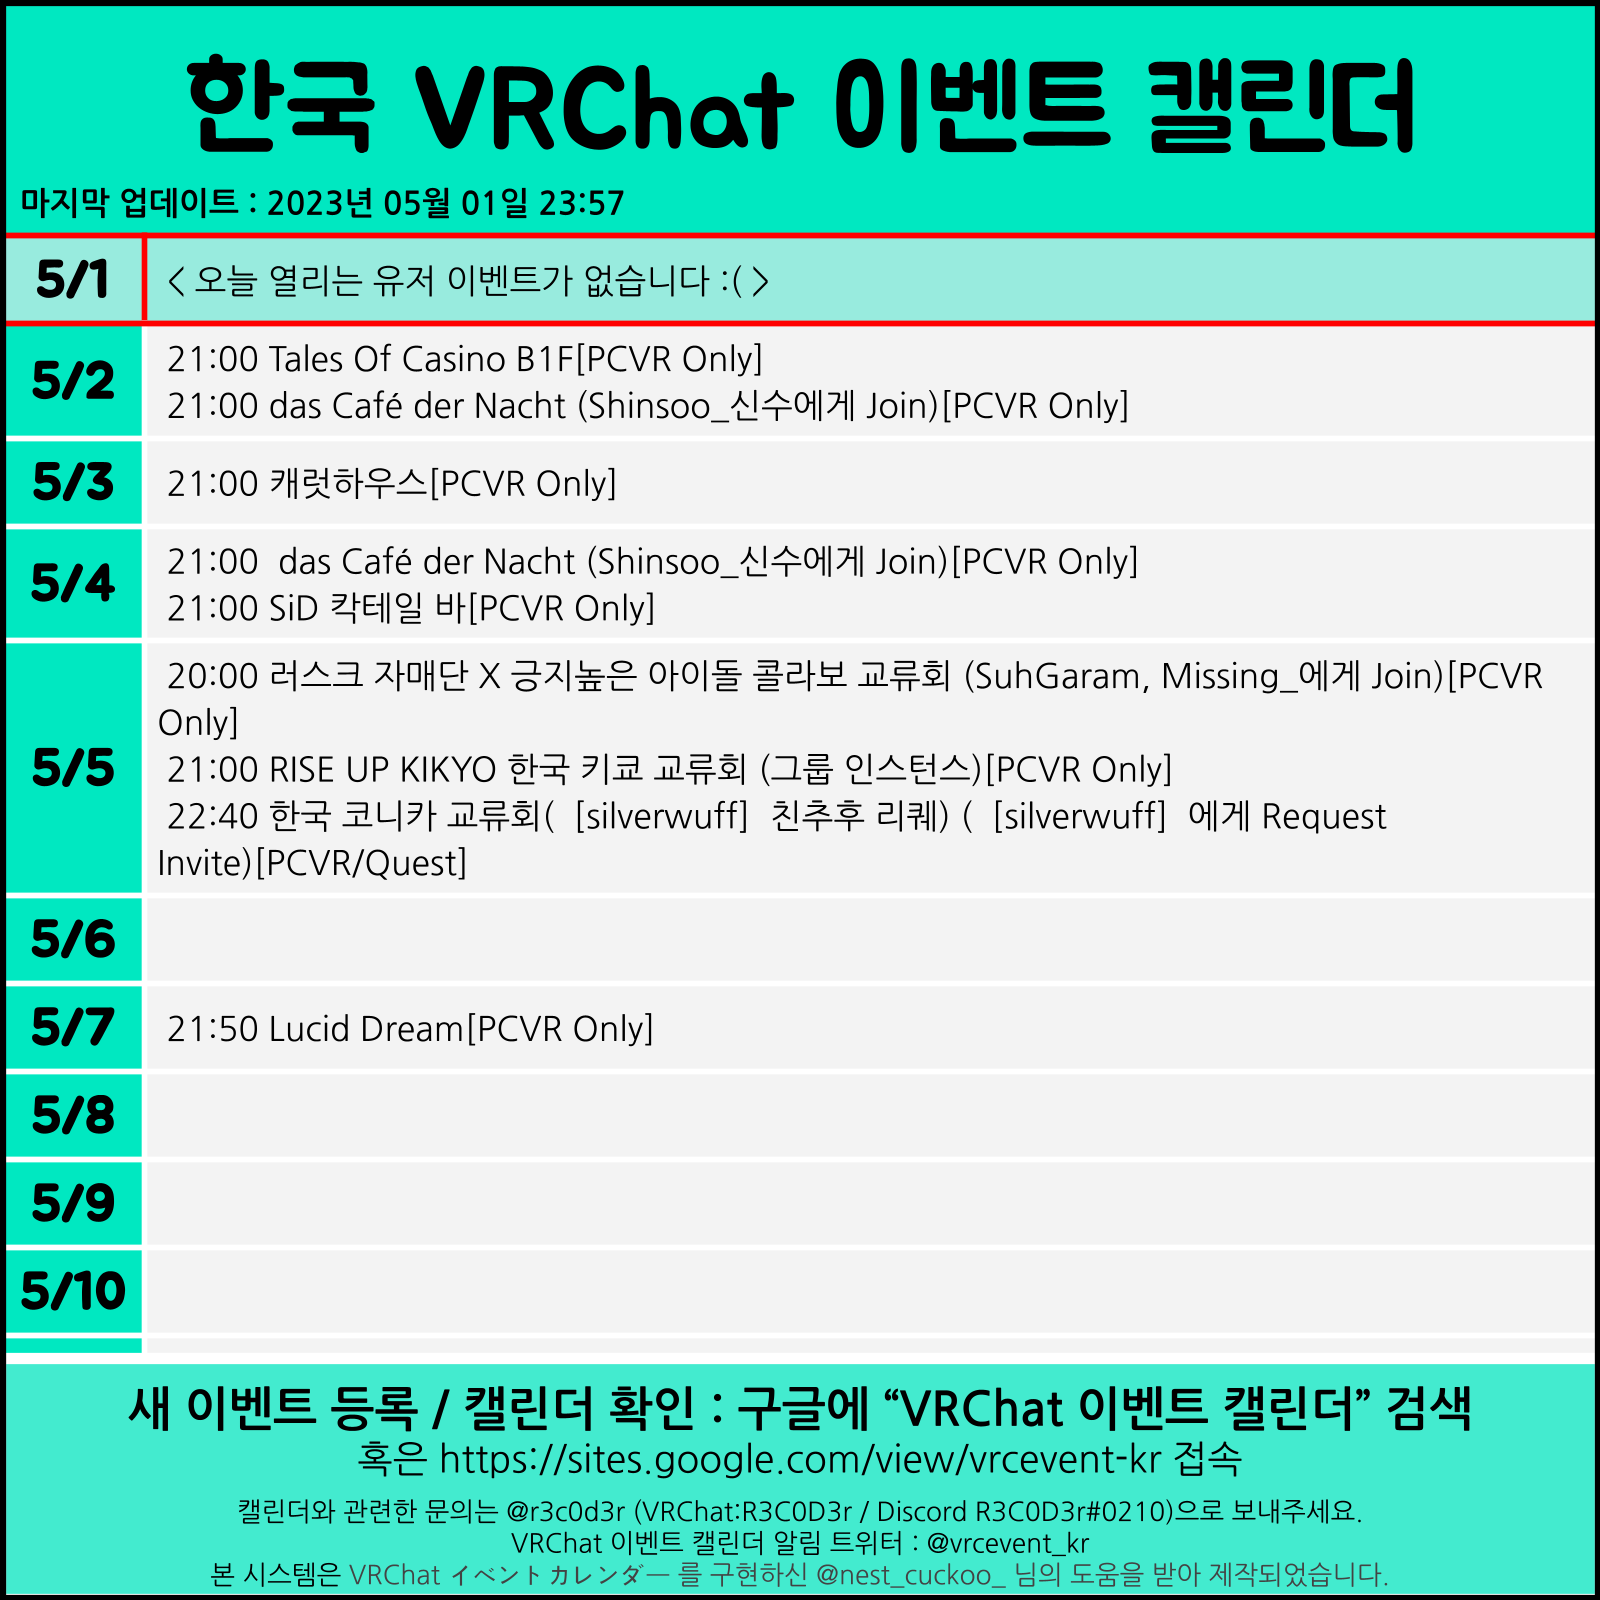 한국 VRChat 이벤트 캘린더
마지막 업데이트 : 2023년 05월 01일 23:57
5/1
< 오늘 열리는 유저 이벤트가 없습니다 :( >
5/2
21:00 Tales Of Casino B1F[PCVR Only]
21:00 das Café der Nacht (Shinsoo_신수에게 Join)[PCVR Only]
5/3
21:00 캐럿하우스[PCVR Only]
5/4
21:00  das Café der Nacht (Shinsoo_신수에게 Join)[PCVR Only]
21:00 SiD 칵테일 바[PCVR Only]
5/5
20:00 러스크 자매단 X 긍지높은 아이돌 콜라보 교류회 (SuhGaram, Missing_에게 Join)[PCVR
Only]
21:00 RISE UP KIKYO 한국 키쿄 교류회 (그룹 인스턴스)[PCVR Only]
22:40 한국 코니카 교류회(  [silverwuff]  친추후 리퀘) (  [silverwuff]  에게 Request
Invite)[PCVR/Quest]
5/6
5/7
21:50 Lucid Dream[PCVR Only]
5/8
5/9
5/10
새 이벤트 등록 / 캘린더 확인 : 구글에 “VRChat 이벤트 캘린더” 검색
혹은 https://sites.google.com/view/vrcevent-kr 접속
캘린더와 관련한 문의는 @r3c0d3r (VRChat:R3C0D3r / Discord R3C0D3r#0210)으로 보내주세요.
VRChat 이벤트 캘린더 알림 트위터 : @vrcevent_kr
본 시스템은 VRChat イベントカレンダー 를 구현하신 @nest_cuckoo_ 님의 도움을 받아 제작되었습니다.